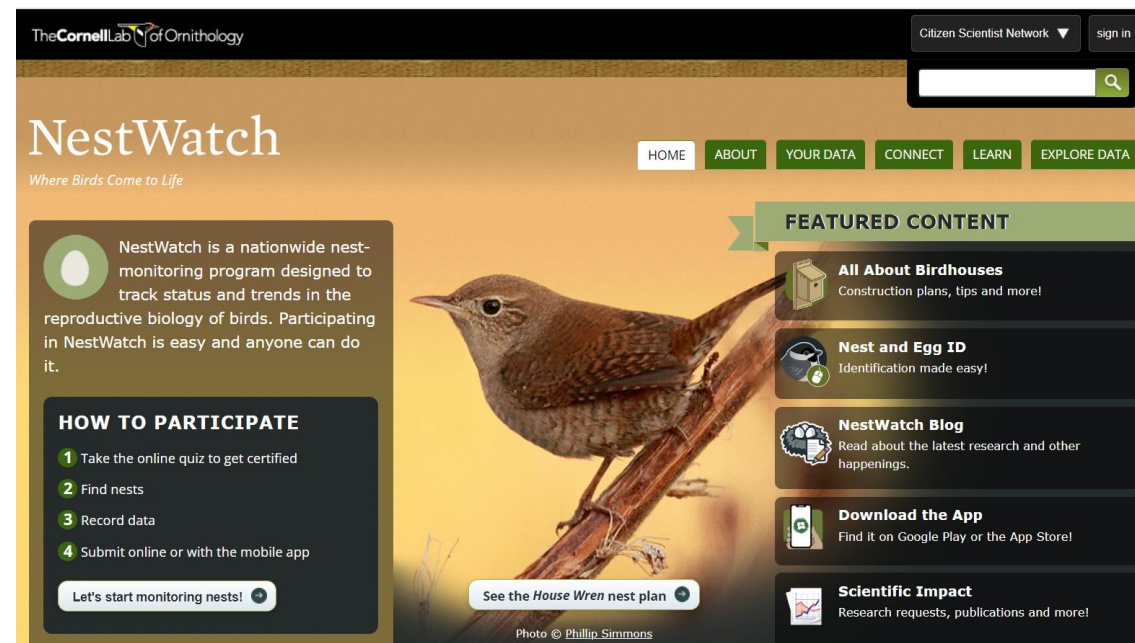 TheCornellLab of Ornithology
Citizen Scientist Network ▼
sign in
NestWatch
Where Birds Come to Life
HOME
ABOUT
YOUR DATA
CONNECT
LEARN
EXPLORE DATA
NestWatch is a nationwide nest-
monitoring program designed to
track status and trends in the
reproductive biology of birds. Participating
in NestWatch is easy and anyone can do
it.
HOW TO PARTICIPATE
1 Take the online quiz to get certified
2 Find nests
3 Record data
4 Submit online or with the mobile app
Let's start monitoring nests!
See the House Wren nest plan
Photo © Phillip Simmons
FEATURED CONTENT
All About Birdhouses
Construction plans, tips and more!
Nest and Egg ID
Identification made easy!
NestWatch Blog
Read about the latest research and other
happenings.
Download the App
Find it on Google Play or the App Store!
Scientific Impact
Research requests, publications and more!